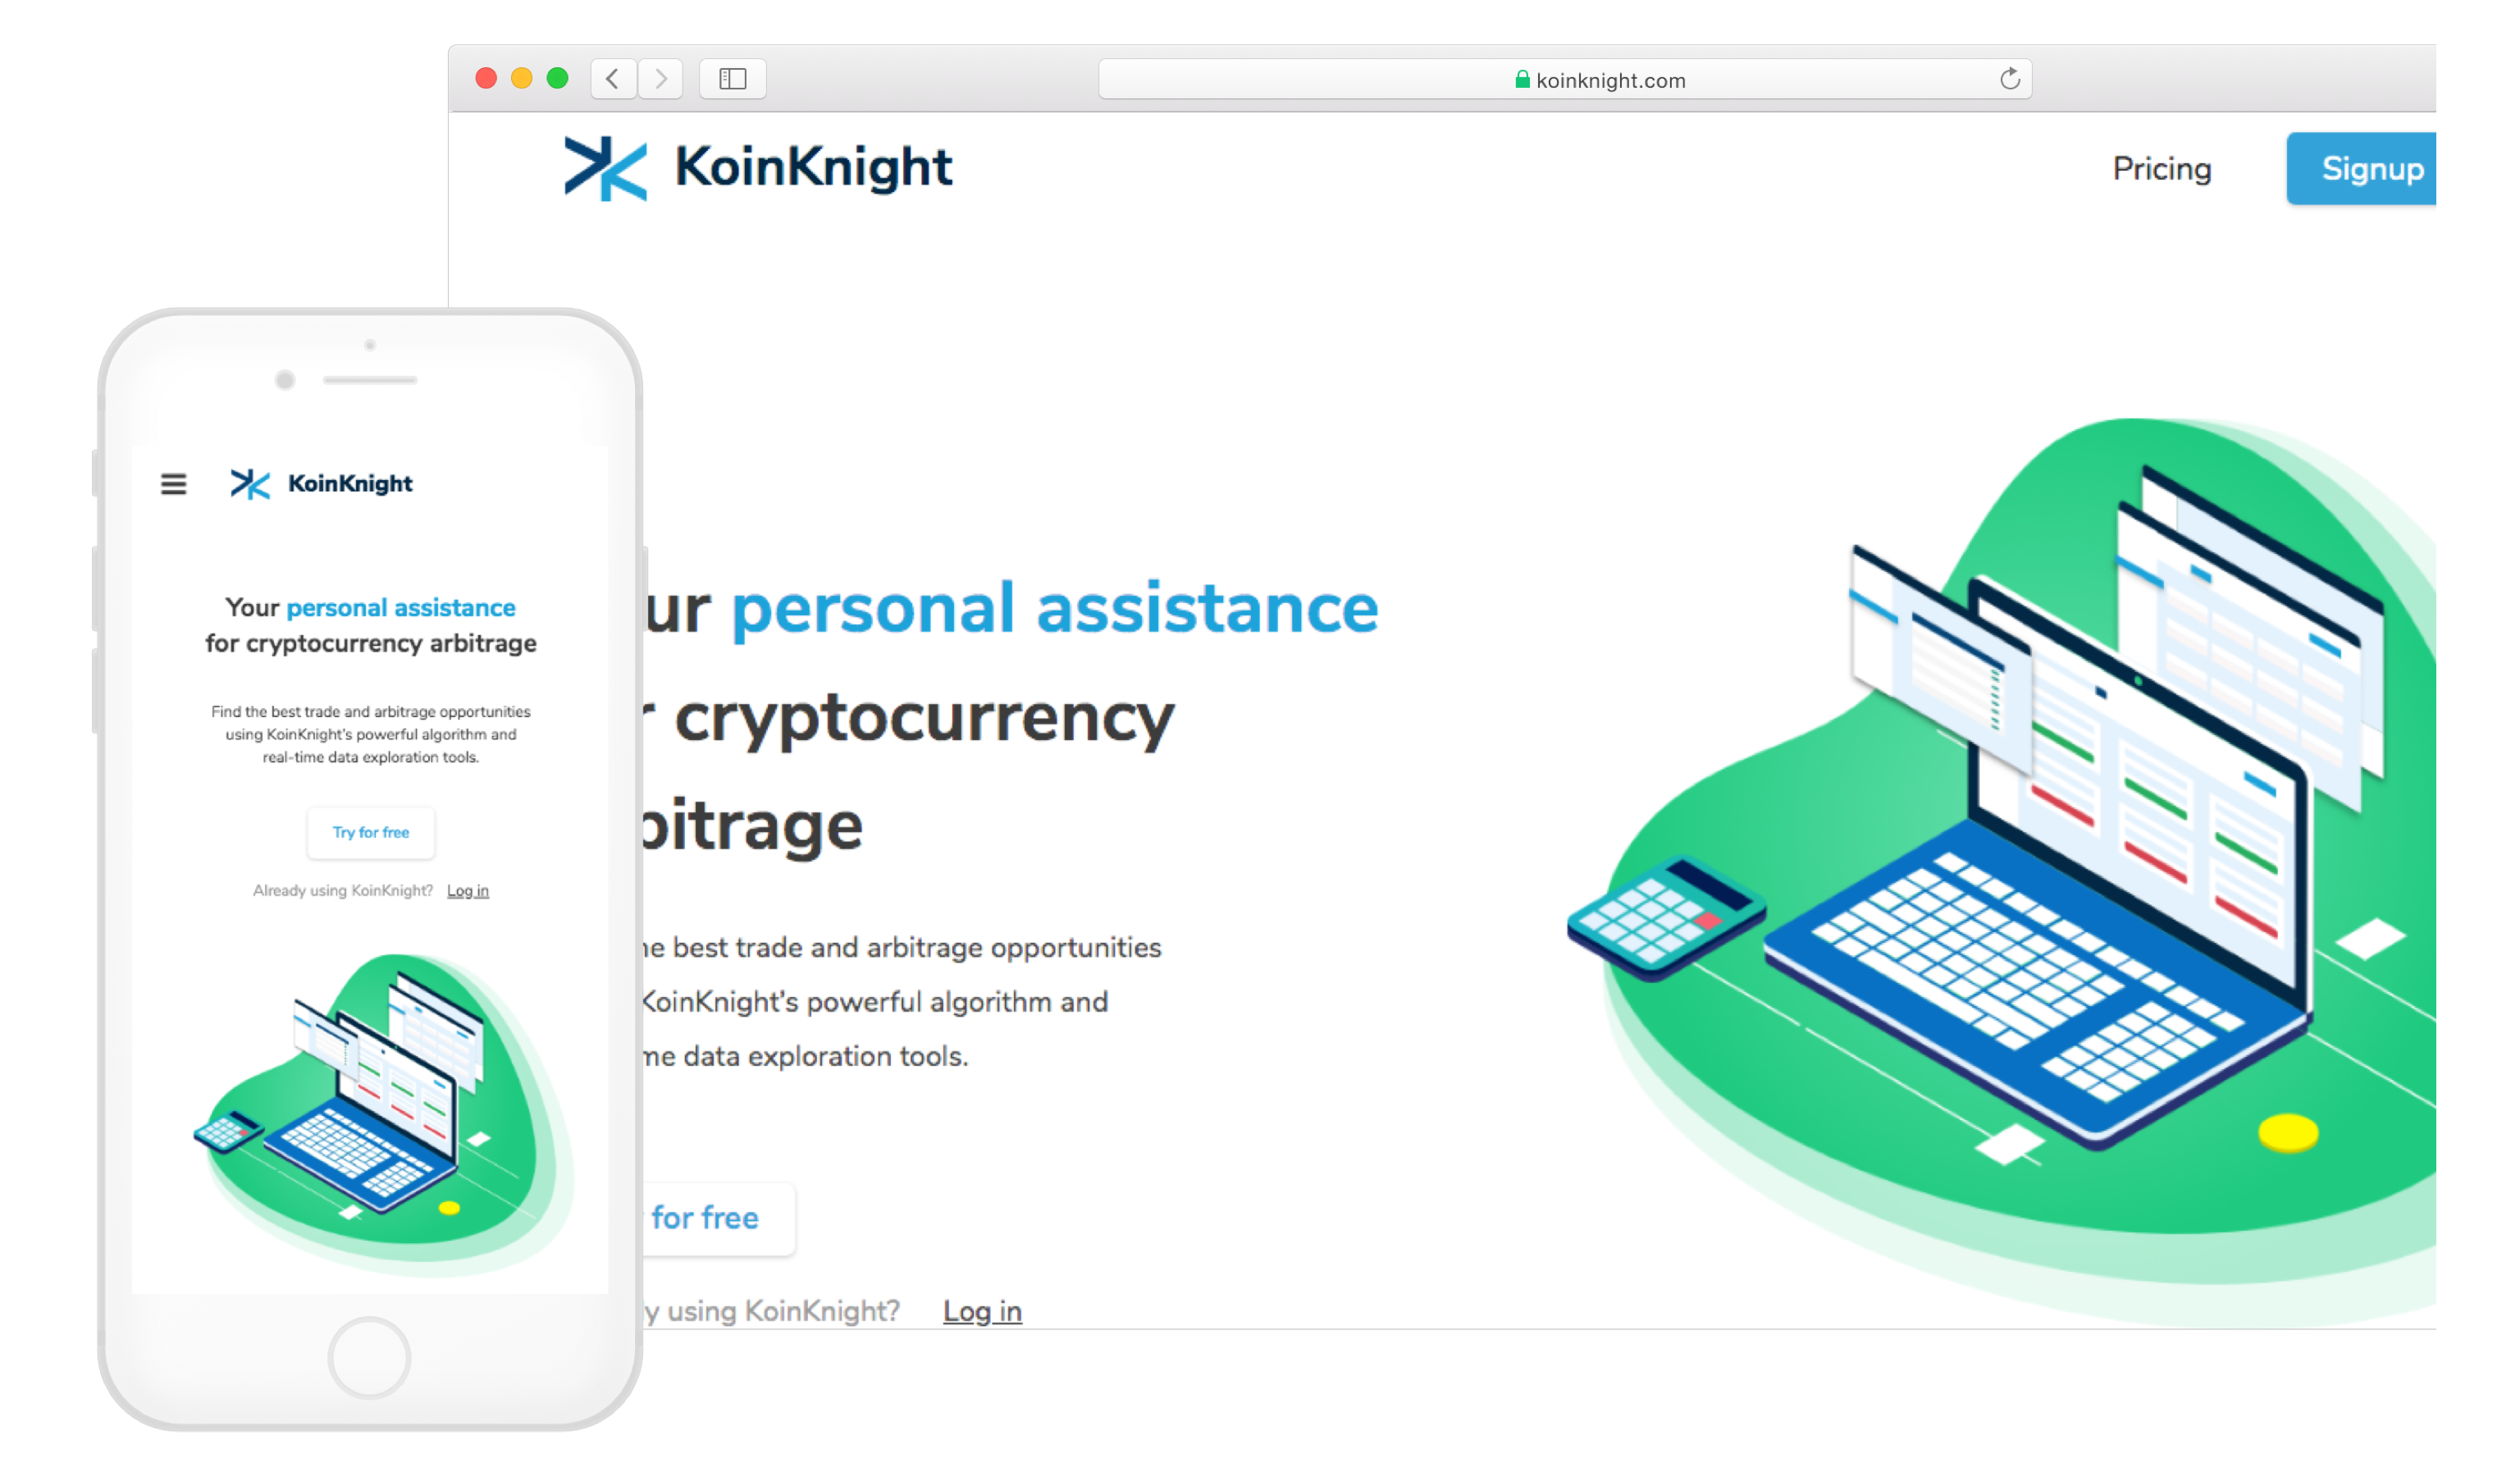 koinknight.com
KoinKnight
Pricing
Signup
ur personal assistance
r cryptocurrency
bitrage
e best trade and arbitrage opportunities
KoinKnight's powerful algorithm and
me data exploration tools.
for free
y using KoinKnight? Log in
KoinKnight
Your personal assistance
for cryptocurrency arbitrage
Find the best trade and arbitrage opportunities
using KoinKnight's powerful algorithm and
real-time data exploration tools.
Try for free
Already using KoinKnight? Log in